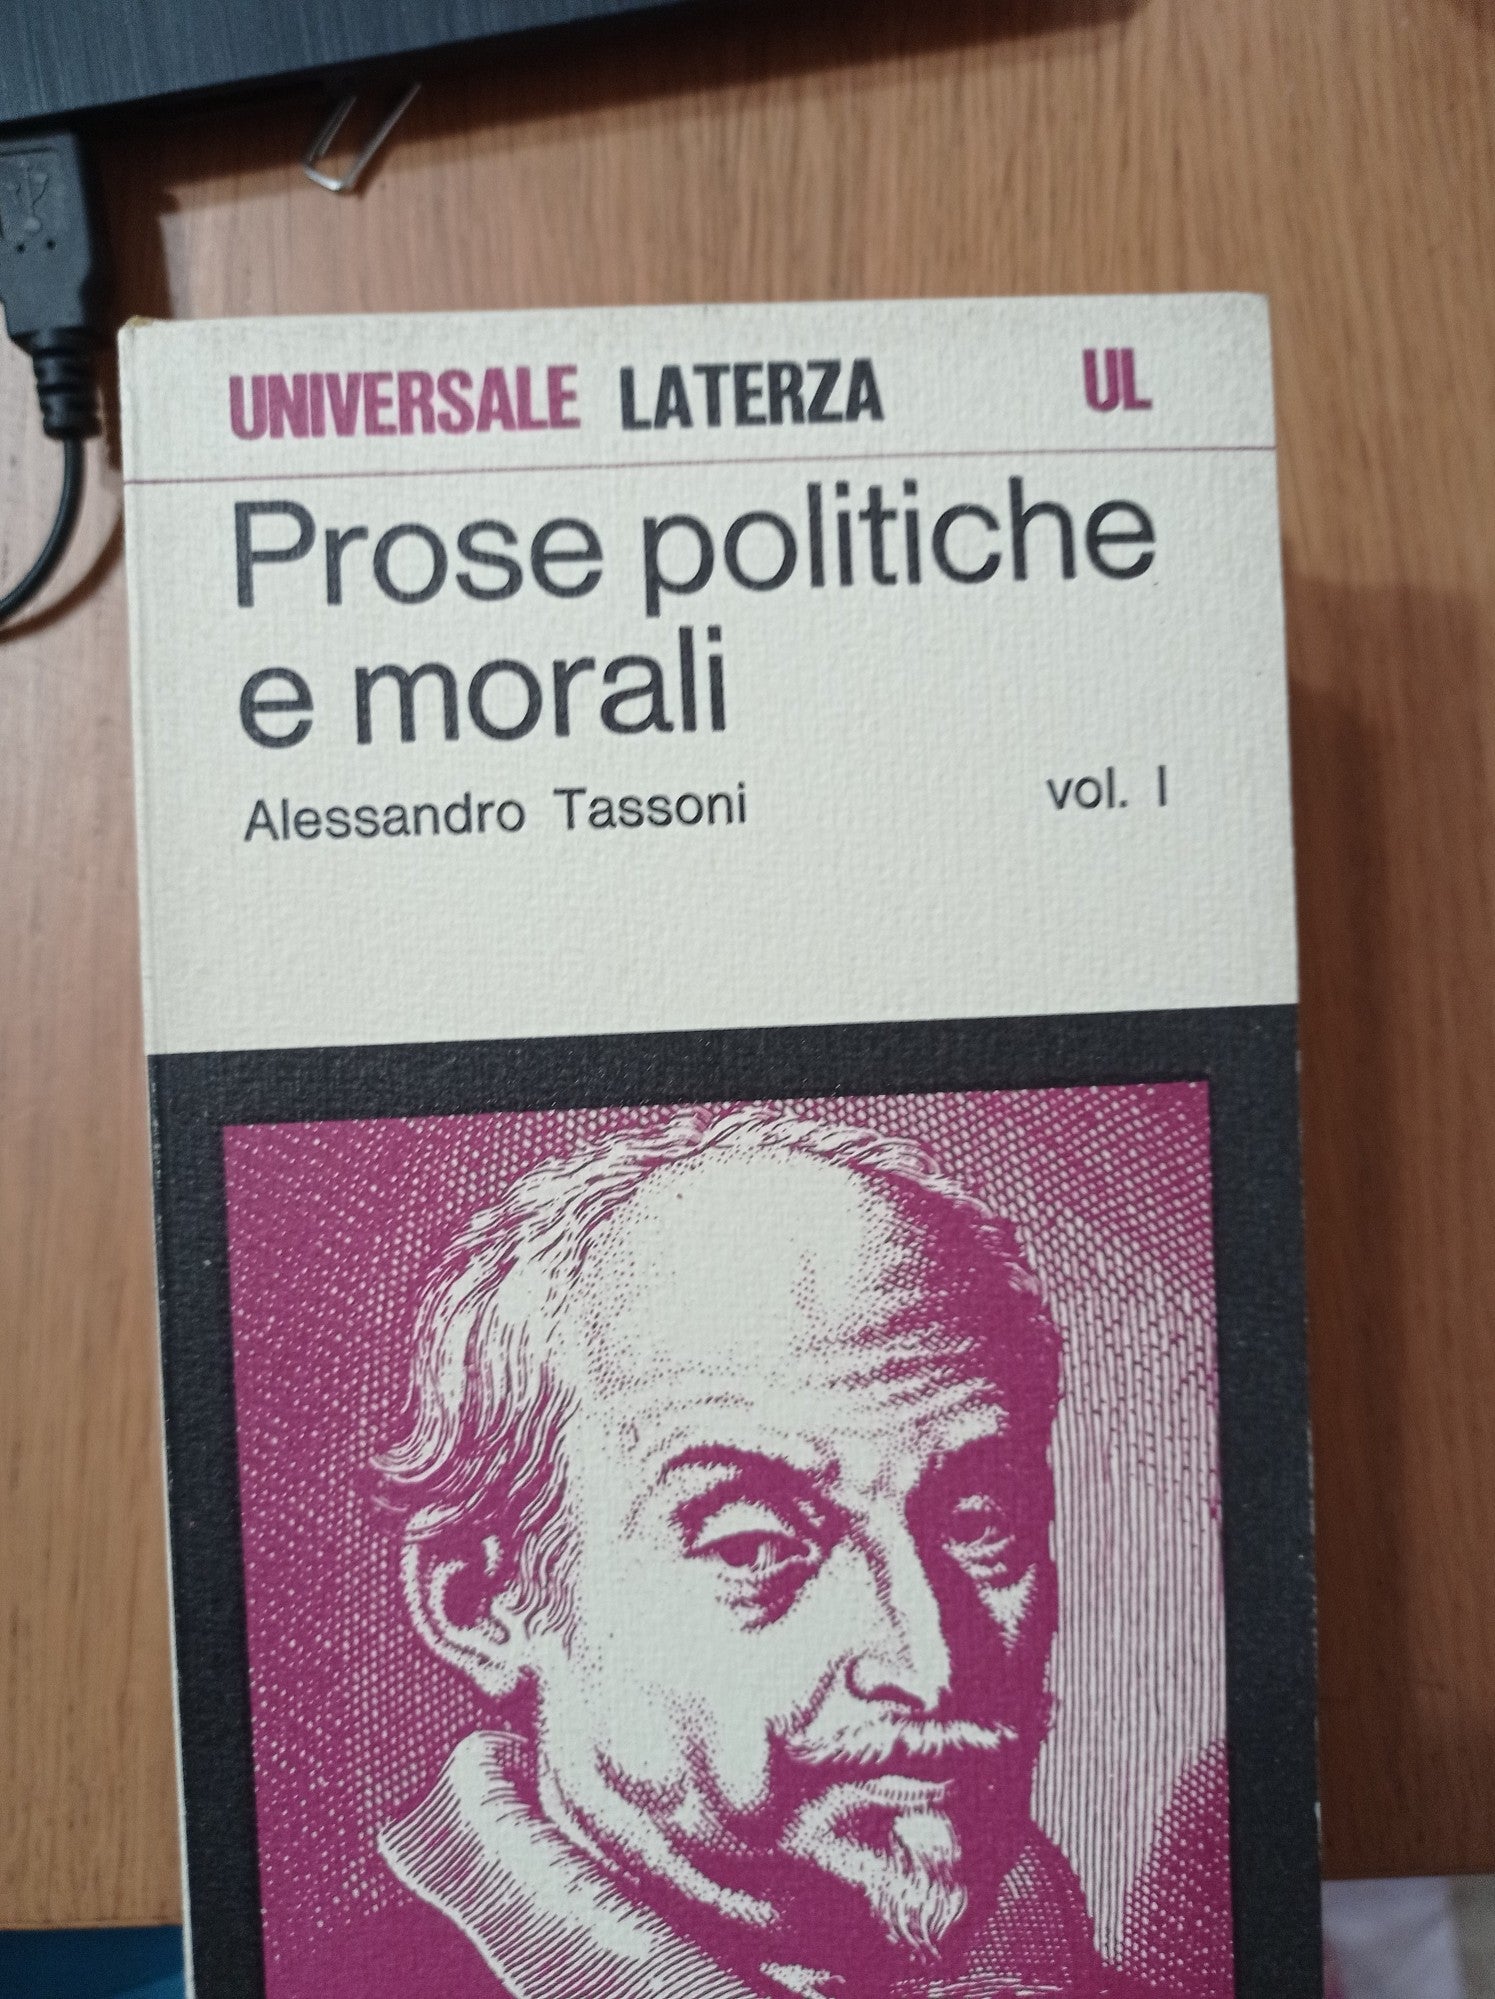 UNIVERSALE LATERZA UL
Prose politiche
e morali
Alessandro Tassoni vol. I